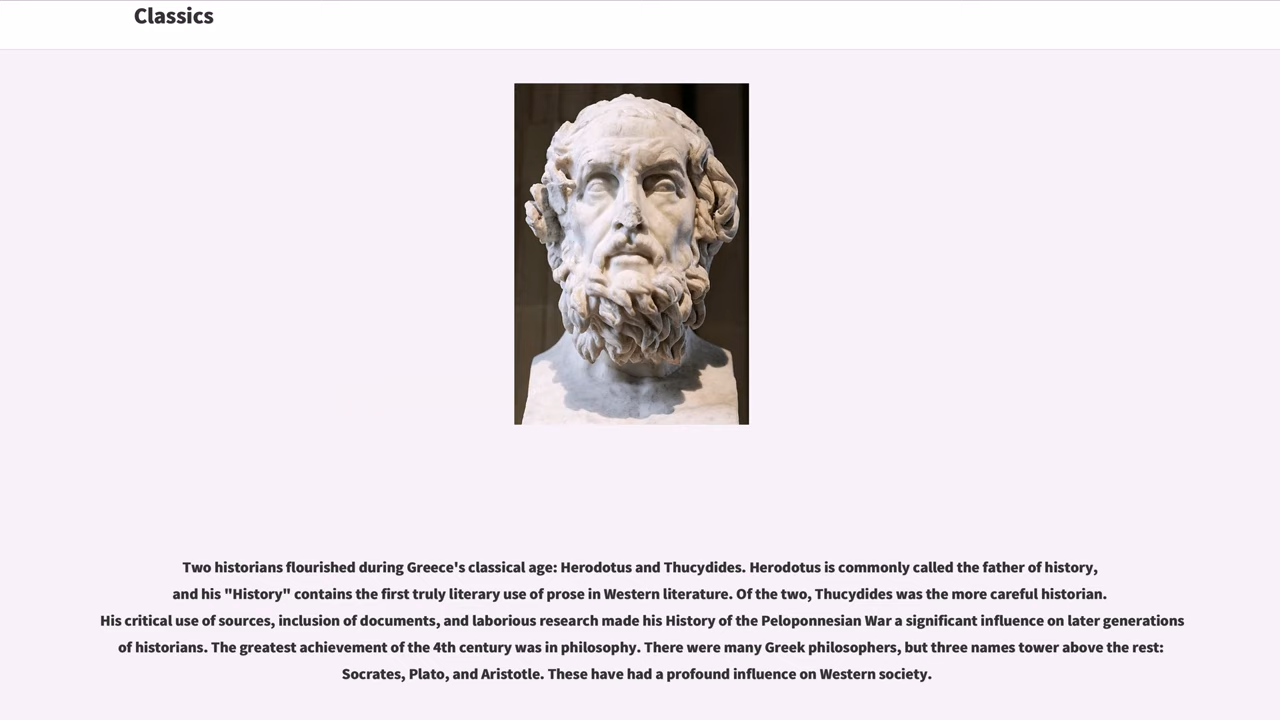 Classics
Two historians flourished during Greece's classical age: Herodotus and Thucydides. Herodotus is commonly called the father of history,
and his "History" contains the first truly literary use of prose in Western literature. Of the two, Thucydides was the more careful historian.
His critical use of sources, inclusion of documents, and laborious research made his History of the Peloponnesian War a significant influence on later generations
of historians. The greatest achievement of the 4th century was in philosophy. There were many Greek philosophers, but three names tower above the rest:
Socrates, Plato, and Aristotle. These have had a profound influence on Western society.